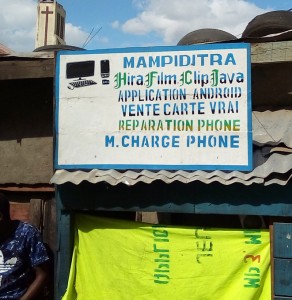 MAMPIDITRA
Hira Film Clip Java
APPLICATION ANDROID
VENTE CARTE VRAI
REPARATION PHONE
M.CHARGE PHONE